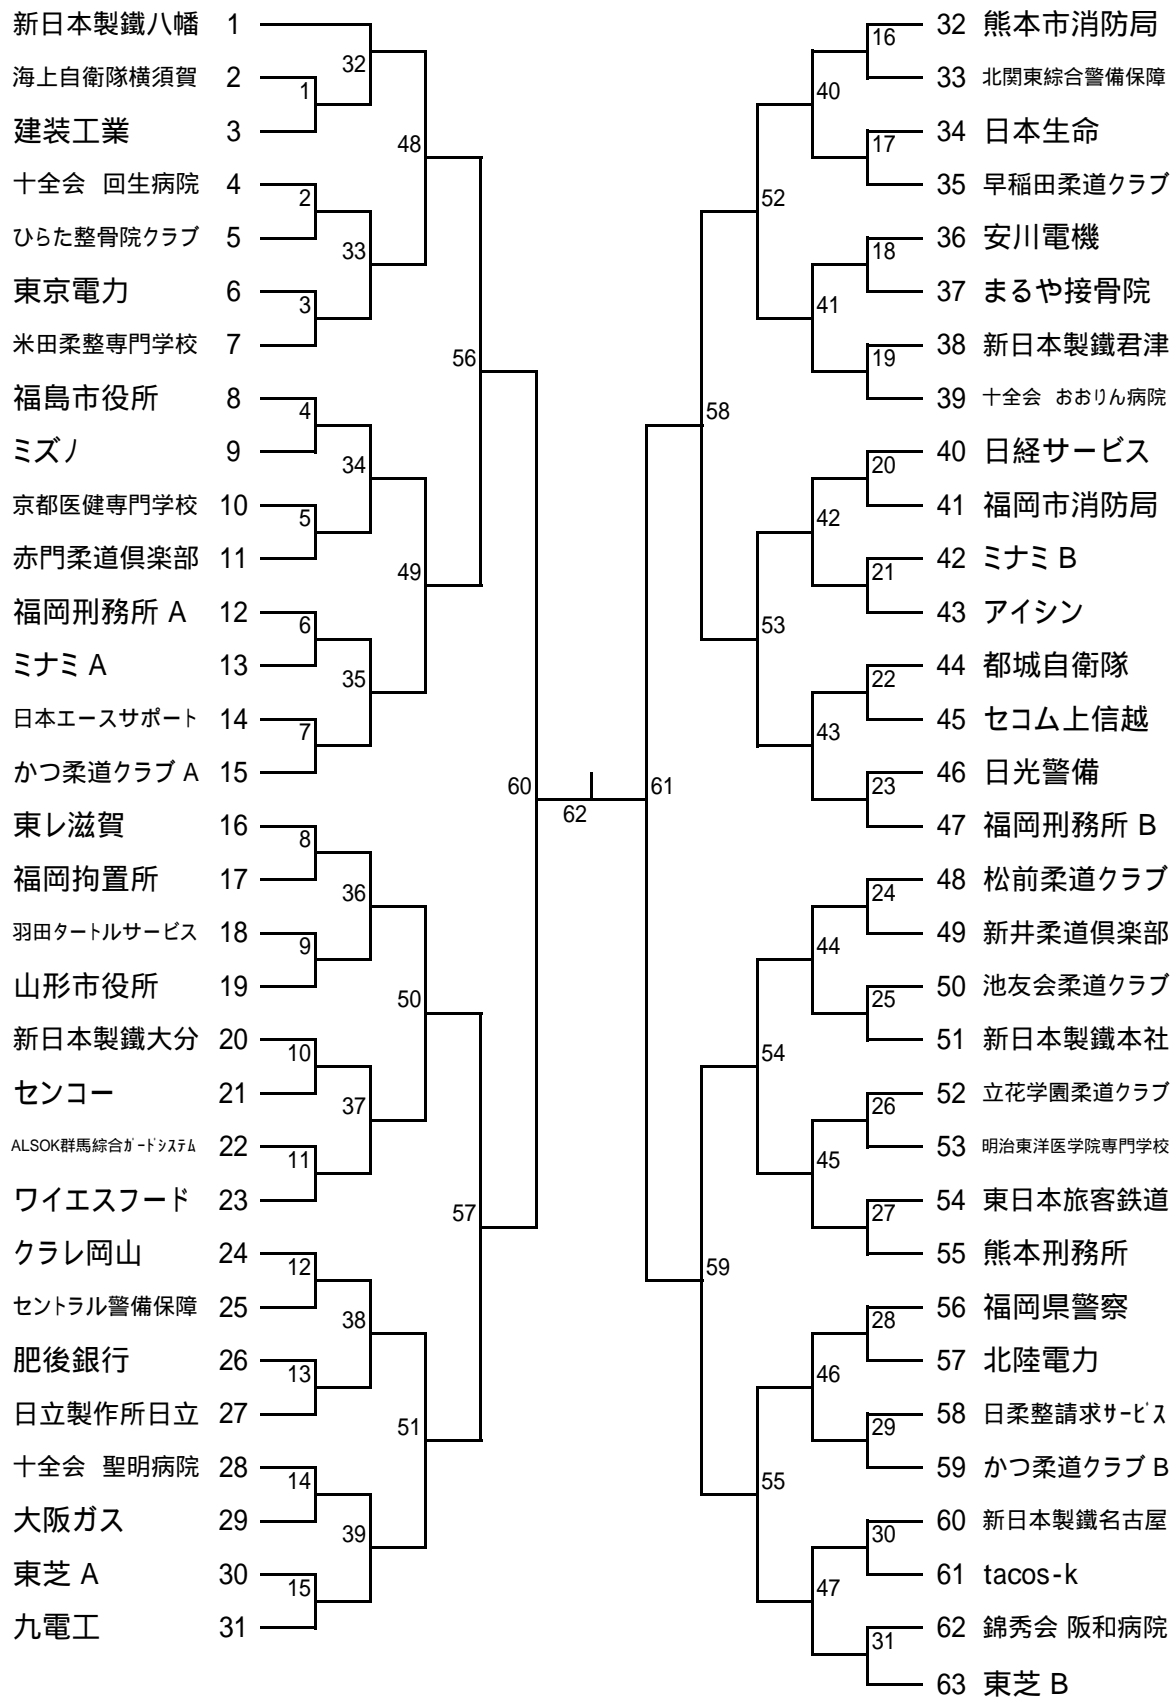 新日本製鐵八幡 1
海上自衛隊横須賀 2
建装工業 3
十全会 回生病院 4
ひらた整骨院クラブ 5
東京電力 6
米田柔整専門学校 7
福島市役所 8
ミズノ 9
京都医健専門学校 10
赤門柔道倶楽部 11
福岡刑務所 A 12
ミナミ A 13
日本エースサポート 14
かつ柔道クラブ A 15
東レ滋賀 16
福岡拘置所 17
羽田タートルサービス 18
山形市役所 19
新日本製鐵大分 20
センコー 21
ALSOK群馬綜合ガードシステム 22
ワイエスフード 23
クラレ岡山 24
セントラル警備保障 25
肥後銀行 26
日立製作所日立 27
十全会 聖明病院 28
大阪ガス 29
東芝 A 30
九電工 31
1
2
3
4
5
6
7
8
9
10
11
12
13
14
15
32
33
34
35
36
37
38
39
48
49
50
51
56
57
60
62
61
58
59
52
53
54
55
40
41
42
43
44
45
46
47
16
17
18
19
20
21
22
23
24
25
26
27
28
29
30
31
32 熊本市消防局
33 北関東綜合警備保障
34 日本生命
35 早稲田柔道クラブ
36 安川電機
37 まるや接骨院
38 新日本製鐵君津
39 十全会 おおりん病院
40 日経サービス
41 福岡市消防局
42 ミナミ B
43 アイシン
44 都城自衛隊
45 セコム上信越
46 日光警備
47 福岡刑務所 B
48 松前柔道クラブ
49 新井柔道倶楽部
50 池友会柔道クラブ
51 新日本製鐵本社
52 立花学園柔道クラブ
53 明治東洋医学院専門学校
54 東日本旅客鉄道
55 熊本刑務所
56 福岡県警察
57 北陸電力
58 日柔整請求サービス
59 かつ柔道クラブ B
60 新日本製鐵名古屋
61 tacos-k
62 錦秀会 阪和病院
63 東芝 B